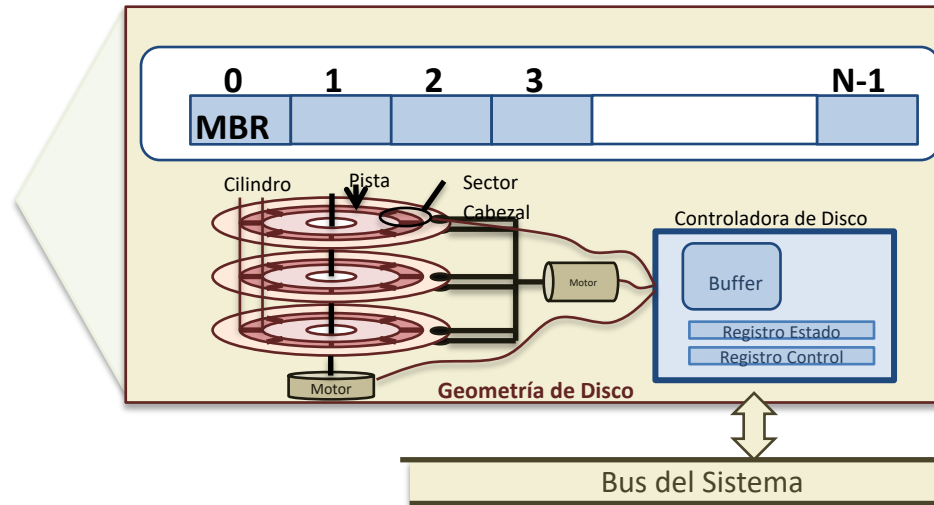 0 1 2 3 N-1
MBR
Cilindro Pista Sector
Cabezal
Controladora de Disco
Buffer
Registro Estado
Registro Control
Motor
Motor
Geometría de Disco
Bus del Sistema